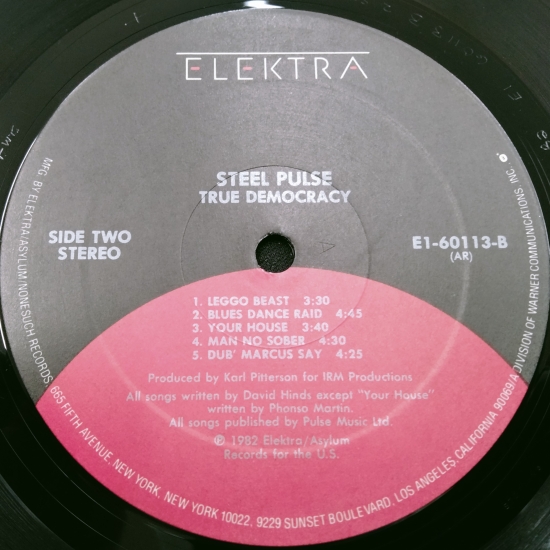 ELEKTRA
STEEL PULSE
TRUE DEMOCRACY
SIDE TWO
STEREO
E1-60113-B
(AR)
1. LEGGO BEAST 3:30
2. BLUES DANCE RAID 4:45
3. YOUR HOUSE 3:40
4. MAN NO SOBER 4:30
5. DUB' MARCUS SAY 4:25
Produced by Karl Pitterson for IRM Productions
All songs written by David Hinds except "Your House"
written by Phonso Martin.
All songs published by Pulse Music Ltd.
℗ 1982 Elektra/Asylum
Records for the U.S.
MFG. BY ELEKTRA/ASYLUM/NONESUCH RECORDS, 665 FIFTH AVENUE, NEW YORK, NEW YORK 10022. 9229 SUNSET BOULEVARD, LOS ANGELES, CALIFORNIA 90069/A DIVISION OF WARNER COMMUNICATIONS INC.